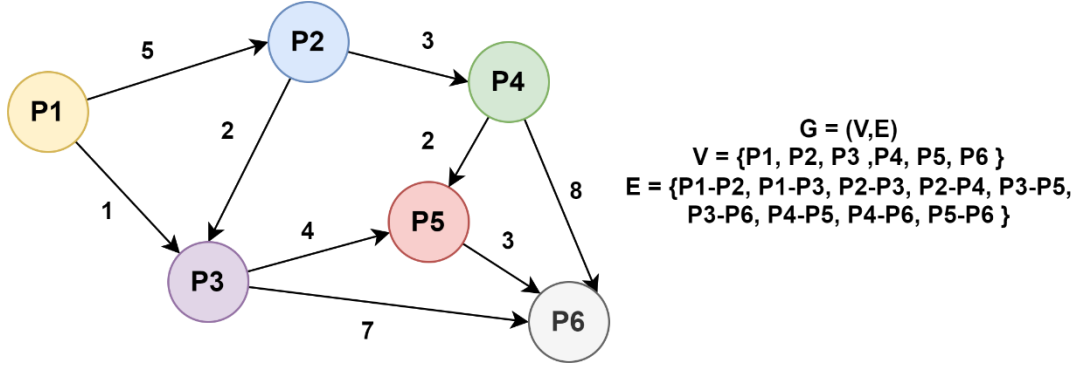 P1
5
P2
3
P4
2
1
2
8
P3
4
P5
3
7
P6
G = (V,E)
V = {P1, P2, P3 ,P4, P5, P6 }
E = {P1-P2, P1-P3, P2-P3, P2-P4, P3-P5,
P3-P6, P4-P5, P4-P6, P5-P6 }